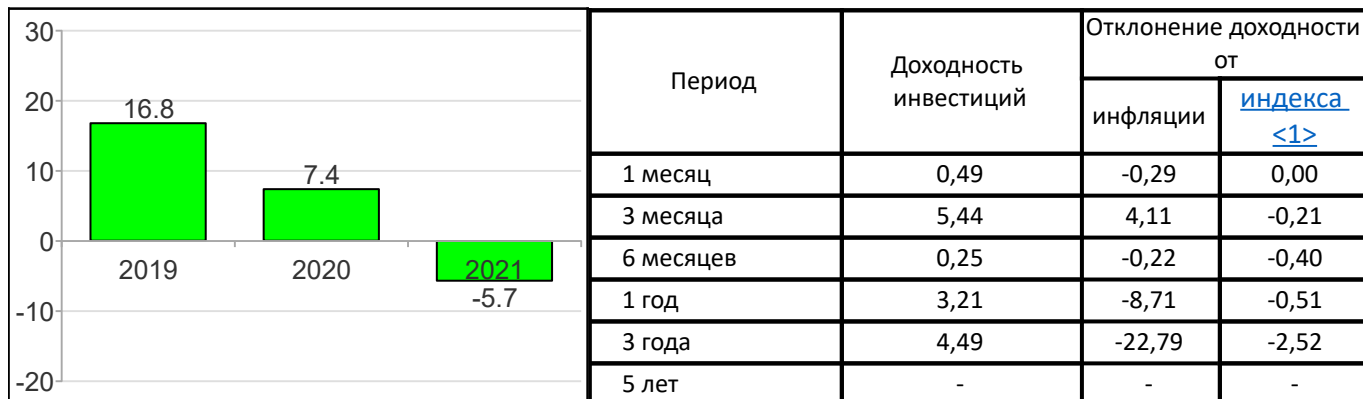 30
20
10
0
-10
-20
16.8
7.4
-5.7
2019
2020
2021
Период
Доходность
инвестиций
Отклонение доходности
от
инфляции
индекса
<1>
1 месяц 0,49 -0,29 0,00
3 месяца 5,44 4,11 -0,21
6 месяцев 0,25 -0,22 -0,40
1 год 3,21 -8,71 -0,51
3 года 4,49 -22,79 -2,52
5 лет - - -